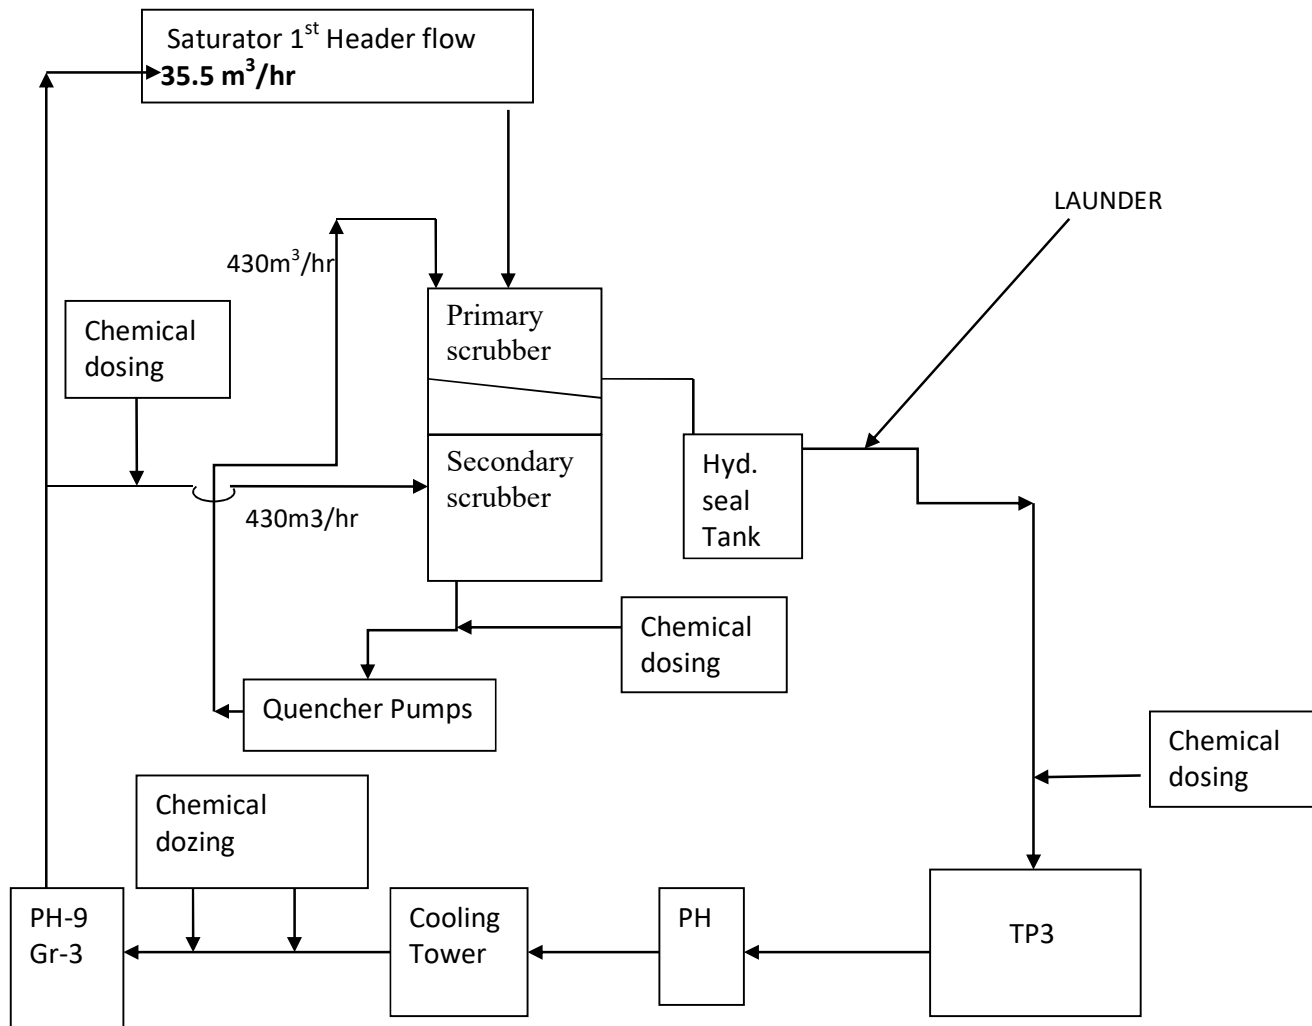 Saturator 1st Header flow
35.5 m³/hr
LAUNDER
430m³/hr
Chemical
dosing
Primary
scrubber
Secondary
scrubber
Hyd.
seal
Tank
430m3/hr
Chemical
dosing
Quencher Pumps
Chemical
dosing
Chemical
dozing
PH-9
Gr-3
Cooling
Tower
PH
TP3